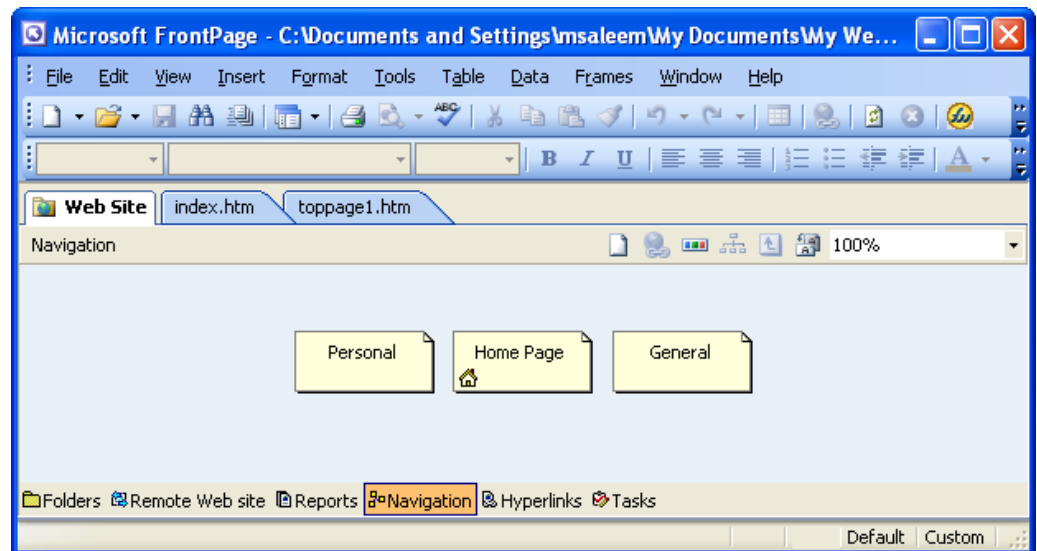 Microsoft FrontPage - C:\Documents and Settings\msaleem\My Documents\My We...
File Edit View Insert Format Tools Table Data Frames Window Help
ABC
B I U A
Web Site index.htm toppage1.htm
Navigation 100%
Personal Home Page General
Folders Remote Web site Reports Navigation Hyperlinks Tasks
Default Custom